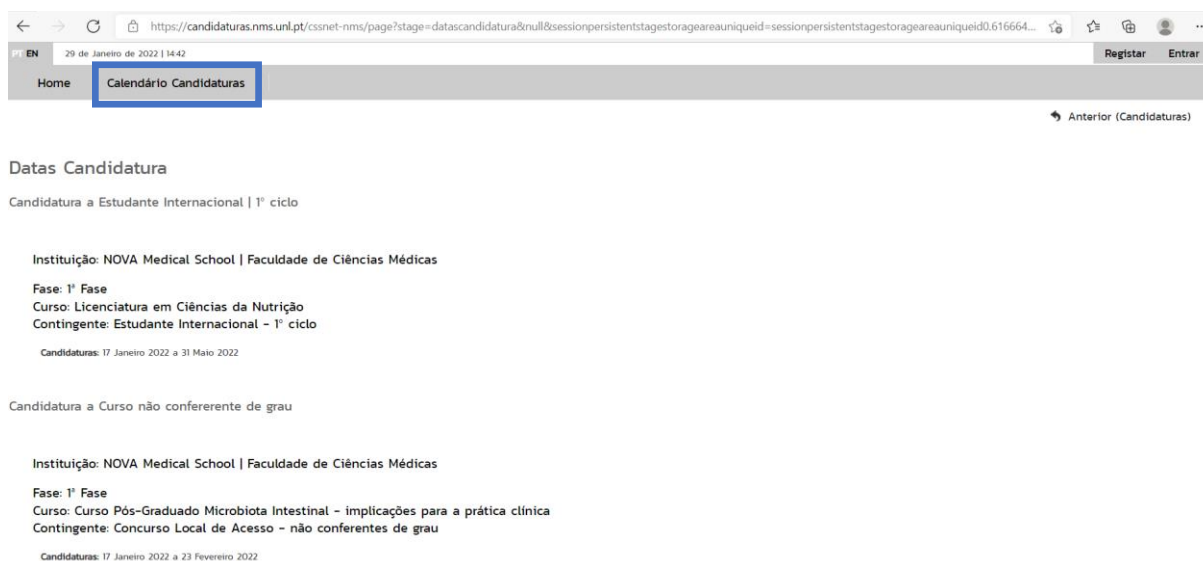 https://candidaturas.nms.unl.pt/cssnet-nms/page?stage=datascandidatura&null&sessionpersistentstagestorageareauniqueid=sessionpersistentstagestorageareauniqueid0.616664...
PT EN 29 de Janeiro de 2022 | 14:42 Registar Entrar
Home Calendário Candidaturas
Anterior (Candidaturas)
Datas Candidatura
Candidatura a Estudante Internacional | 1º ciclo
Instituição: NOVA Medical School | Faculdade de Ciências Médicas
Fase: 1ª Fase
Curso: Licenciatura em Ciências da Nutrição
Contingente: Estudante Internacional - 1º ciclo
Candidaturas: 17 Janeiro 2022 a 31 Maio 2022
Candidatura a Curso não confererente de grau
Instituição: NOVA Medical School | Faculdade de Ciências Médicas
Fase: 1ª Fase
Curso: Curso Pós-Graduado Microbiota Intestinal - implicações para a prática clínica
Contingente: Concurso Local de Acesso - não conferentes de grau
Candidaturas: 17 Janeiro 2022 a 23 Fevereiro 2022